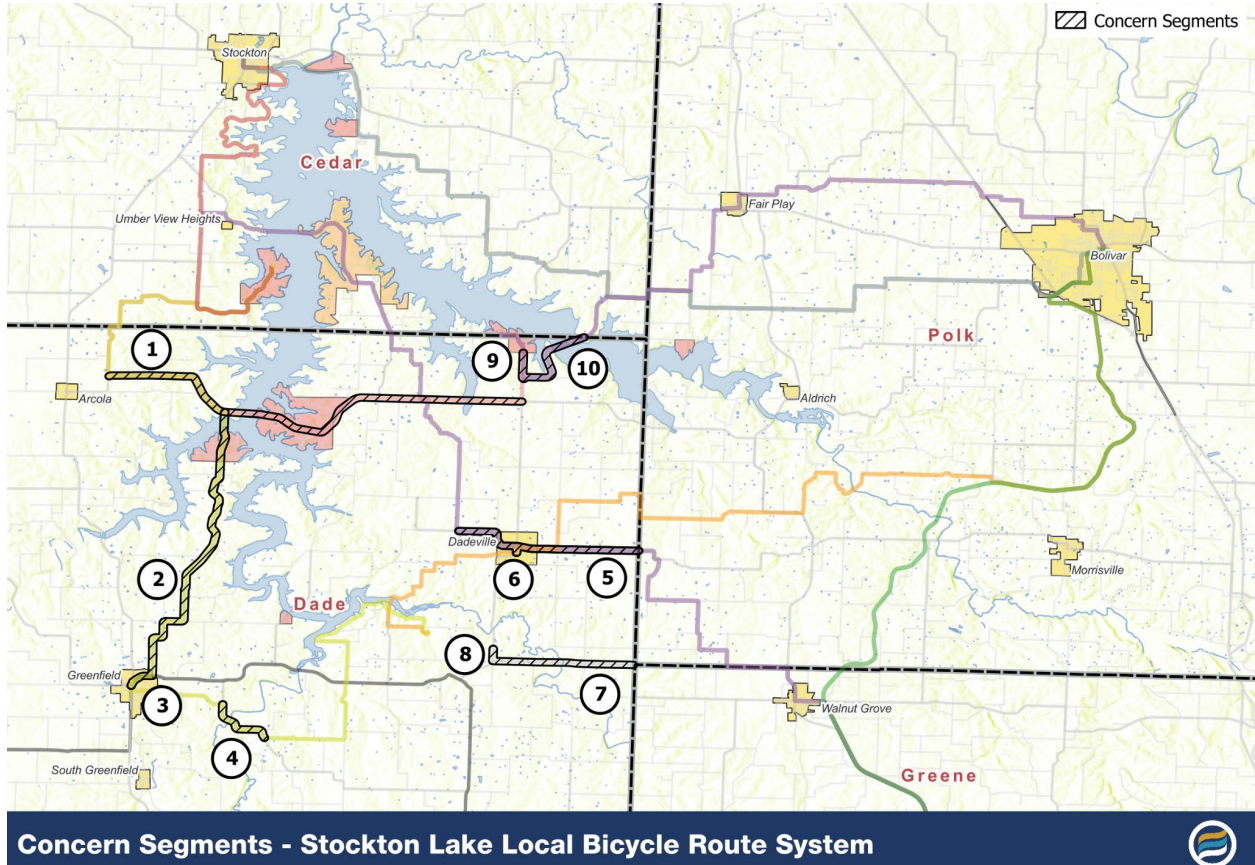 Concern Segments
Stockton
Cedar
Umber View Heights
Fair Play
Bolivar
Polk
1
9
10
Arcola
Aldrich
Dadeville
2
6
5
Morrisville
Dade
8
Greenfield
3
7
Walnut Grove
4
South Greenfield
Greene
Concern Segments - Stockton Lake Local Bicycle Route System